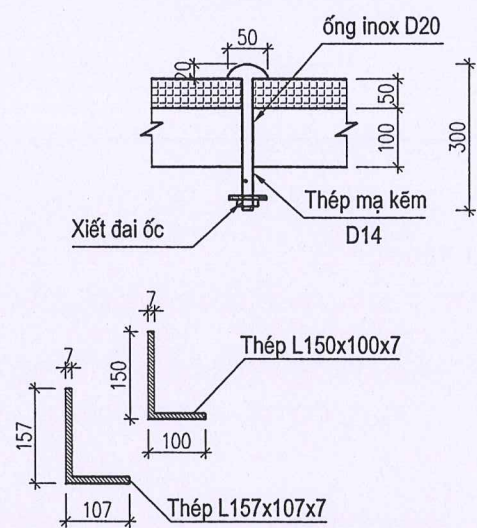 ống inox D20
50
20
50
100
300
Thép mạ kẽm
D14
Xiết đai ốc
7
150
Thép L150x100x7
100
7
157
107
Thép L157x107x7